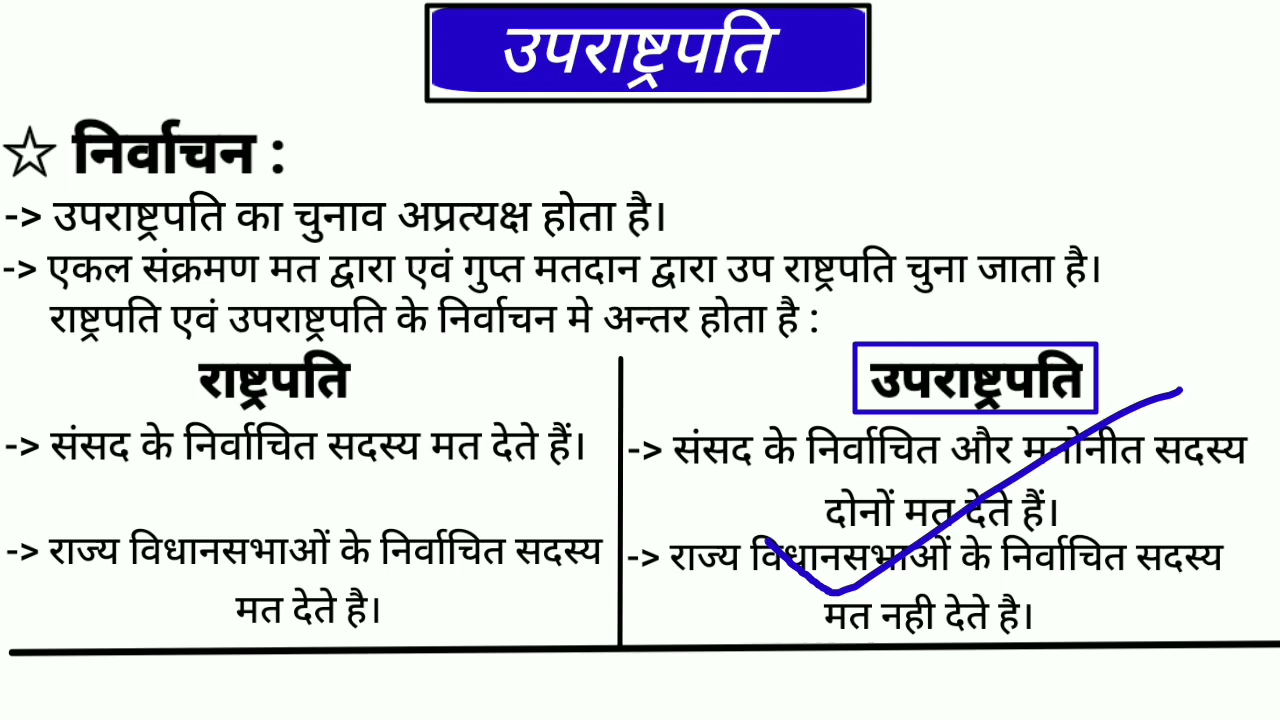 उपराष्ट्रपति
☆ निर्वाचन :
-> उपराष्ट्रपति का चुनाव अप्रत्यक्ष होता है।
-> एकल संक्रमण मत द्वारा एवं गुप्त मतदान द्वारा उप राष्ट्रपति चुना जाता है।
राष्ट्रपति एवं उपराष्ट्रपति के निर्वाचन मे अन्तर होता है :
राष्ट्रपति
-> संसद के निर्वाचित सदस्य मत देते हैं।
-> राज्य विधानसभाओं के निर्वाचित सदस्य
मत देते है।
उपराष्ट्रपति
-> संसद के निर्वाचित और मनोनीत सदस्य
दोनों मत देते हैं।
-> राज्य विधानसभाओं के निर्वाचित सदस्य
मत नही देते है।